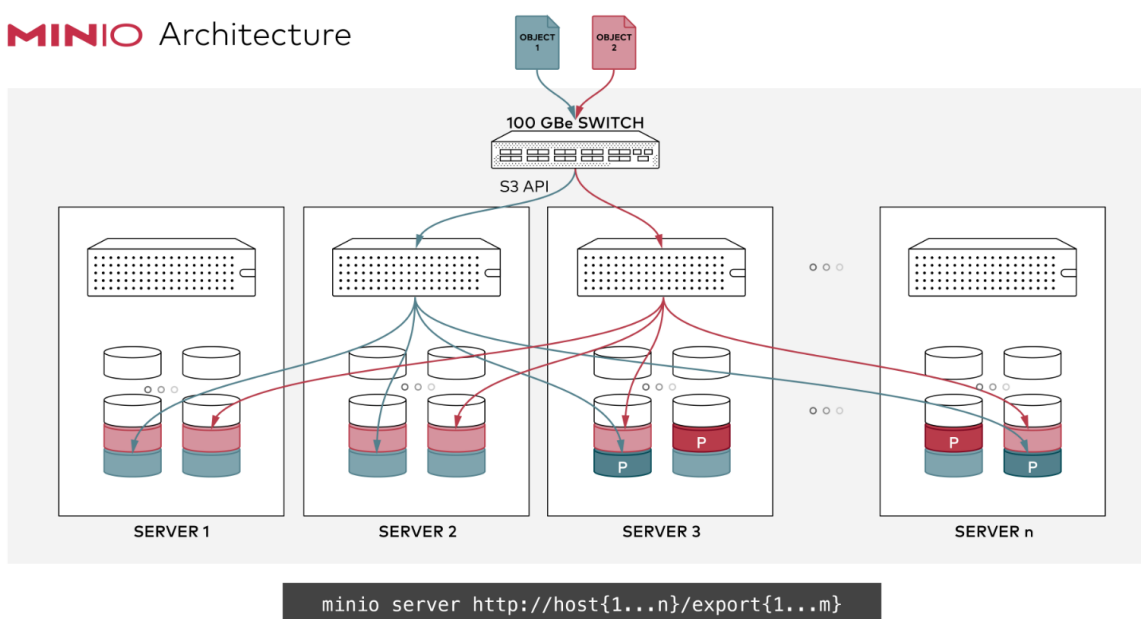 MINIO Architecture
OBJECT
1
OBJECT
2
100 GBe SWITCH
S3 API
P
P
P
P
SERVER 1
SERVER 2
SERVER 3
SERVER n
minio server http://host{1...n}/export{1...m}